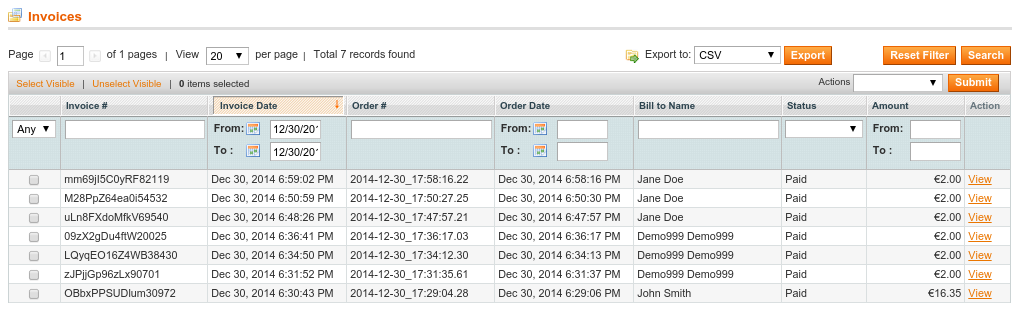 Invoices
Page 1 of 1 pages | View 20 per page | Total 7 records found Export to: CSV Export Reset Filter Search
Select Visible | Unselect Visible | 0 items selected Actions Submit
Invoice # Invoice Date Order # Order Date Bill to Name Status Amount Action
Any From: 12/30/20 From: From:
To : 12/30/20 To : To :
mm69jI5C0yRF82119 Dec 30, 2014 6:59:02 PM 2014-12-30_17:58:16.22 Dec 30, 2014 6:58:16 PM Jane Doe Paid €2.00 View
M28PpZ64ea0i54532 Dec 30, 2014 6:50:59 PM 2014-12-30_17:50:27.25 Dec 30, 2014 6:50:30 PM Jane Doe Paid €2.00 View
uLn8FXdoMfkV69540 Dec 30, 2014 6:48:26 PM 2014-12-30_17:47:57.21 Dec 30, 2014 6:47:57 PM Jane Doe Paid €2.00 View
09zX2gDu4ftW20025 Dec 30, 2014 6:36:41 PM 2014-12-30_17:36:17.03 Dec 30, 2014 6:36:17 PM Demo999 Demo999 Paid €2.00 View
LQyqEO16Z4WB38430 Dec 30, 2014 6:34:50 PM 2014-12-30_17:34:12.30 Dec 30, 2014 6:34:13 PM Demo999 Demo999 Paid €2.00 View
zJPjjGp96zLx90701 Dec 30, 2014 6:31:52 PM 2014-12-30_17:31:35.61 Dec 30, 2014 6:31:37 PM Demo999 Demo999 Paid €2.00 View
OBbxPPSUDlum30972 Dec 30, 2014 6:30:43 PM 2014-12-30_17:29:04.28 Dec 30, 2014 6:29:06 PM John Smith Paid €16.35 View